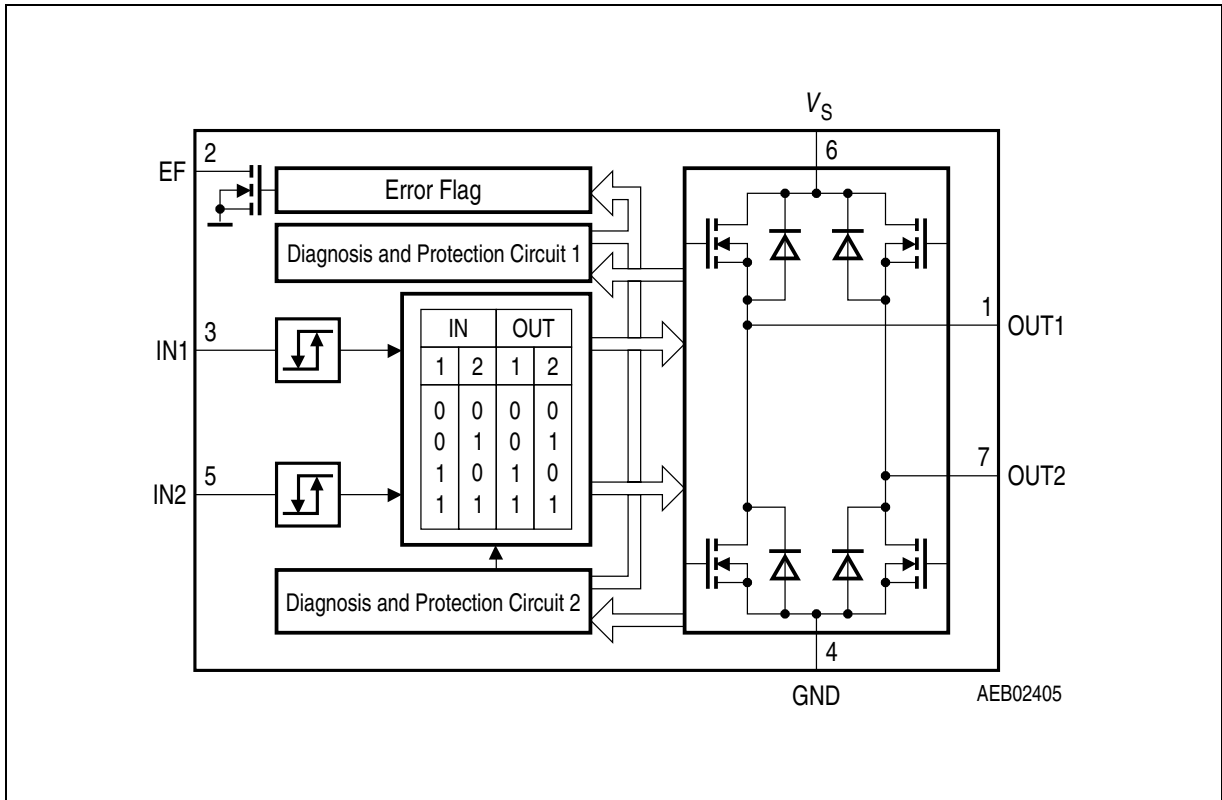 VS
6
2
EF
Error Flag
Diagnosis and Protection Circuit 1
1
OUT1
3
IN1
IN OUT
1 2 1 2
0 0 0 0
0 1 0 1
1 0 1 0
1 1 1 1
5
IN2
7
OUT2
Diagnosis and Protection Circuit 2
4
GND
AEB02405